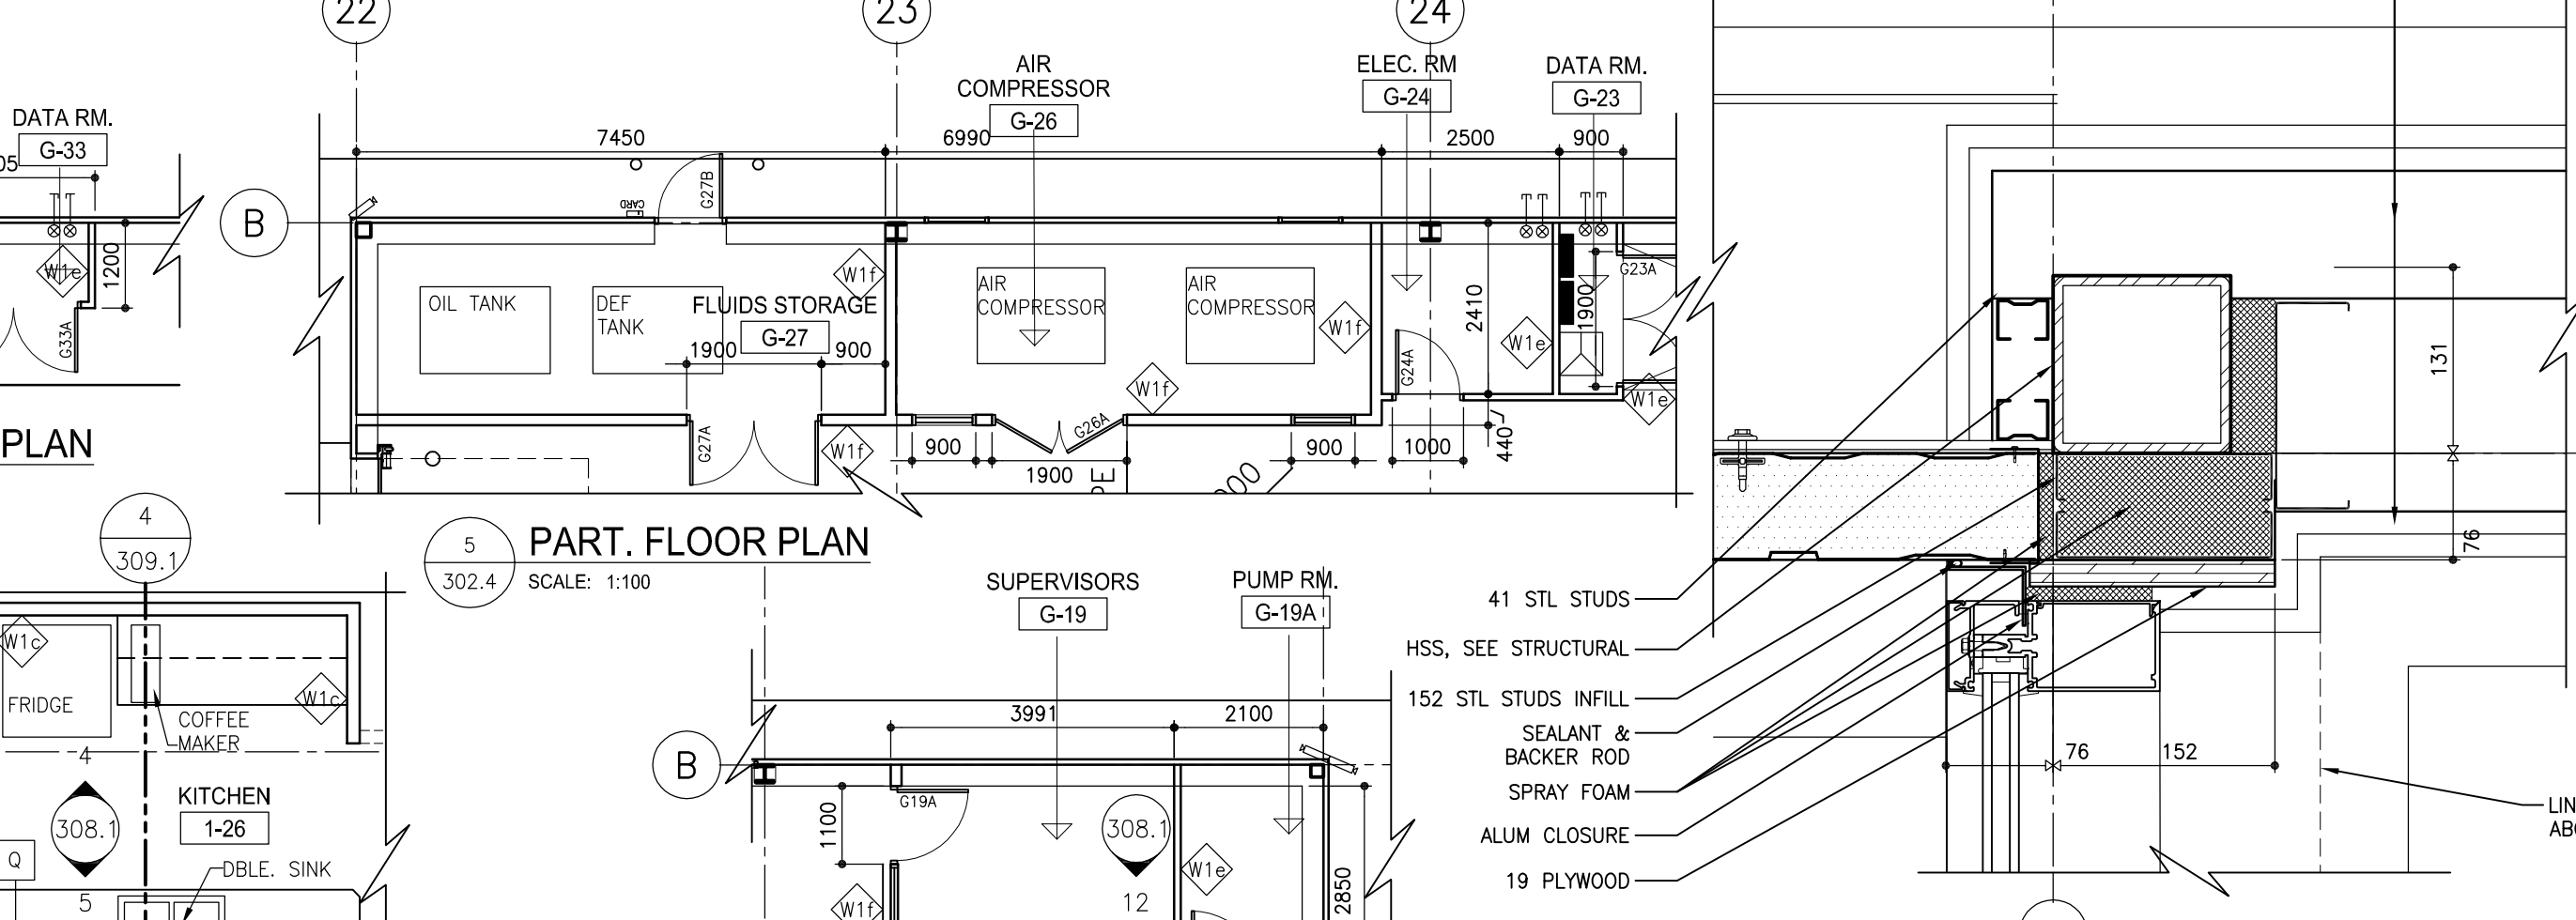 22
23
24
DATA RM.
G-33
05
W1e
1200
G33A
PLAN
AIR
COMPRESSOR
G-26
ELEC. RM
G-24
DATA RM.
G-23
7450
6990
2500
900
B
CARD
G27B
OIL TANK
DEF
TANK
FLUIDS STORAGE
G-27
1900
900
W1f
AIR
COMPRESSOR
AIR
COMPRESSOR
W1f
W1f
W1f
G27A
G26A
900
1900
900
1000
440
2410
G24A
W1e
1900
G23A
W1e
PE
00
5
302.4
PART. FLOOR PLAN
SCALE: 1:100
4
309.1
W1c
FRIDGE
W1c
COFFEE
MAKER
4
308.1
5
KITCHEN
1-26
Q
DBLE. SINK
SUPERVISORS
G-19
PUMP RM.
G-19A
3991
2100
B
G19A
1100
W1f
308.1
12
W1e
2850
41 STL STUDS
HSS, SEE STRUCTURAL
152 STL STUDS INFILL
SEALANT &
BACKER ROD
SPRAY FOAM
ALUM CLOSURE
19 PLYWOOD
131
76
76
152
LIN
AB